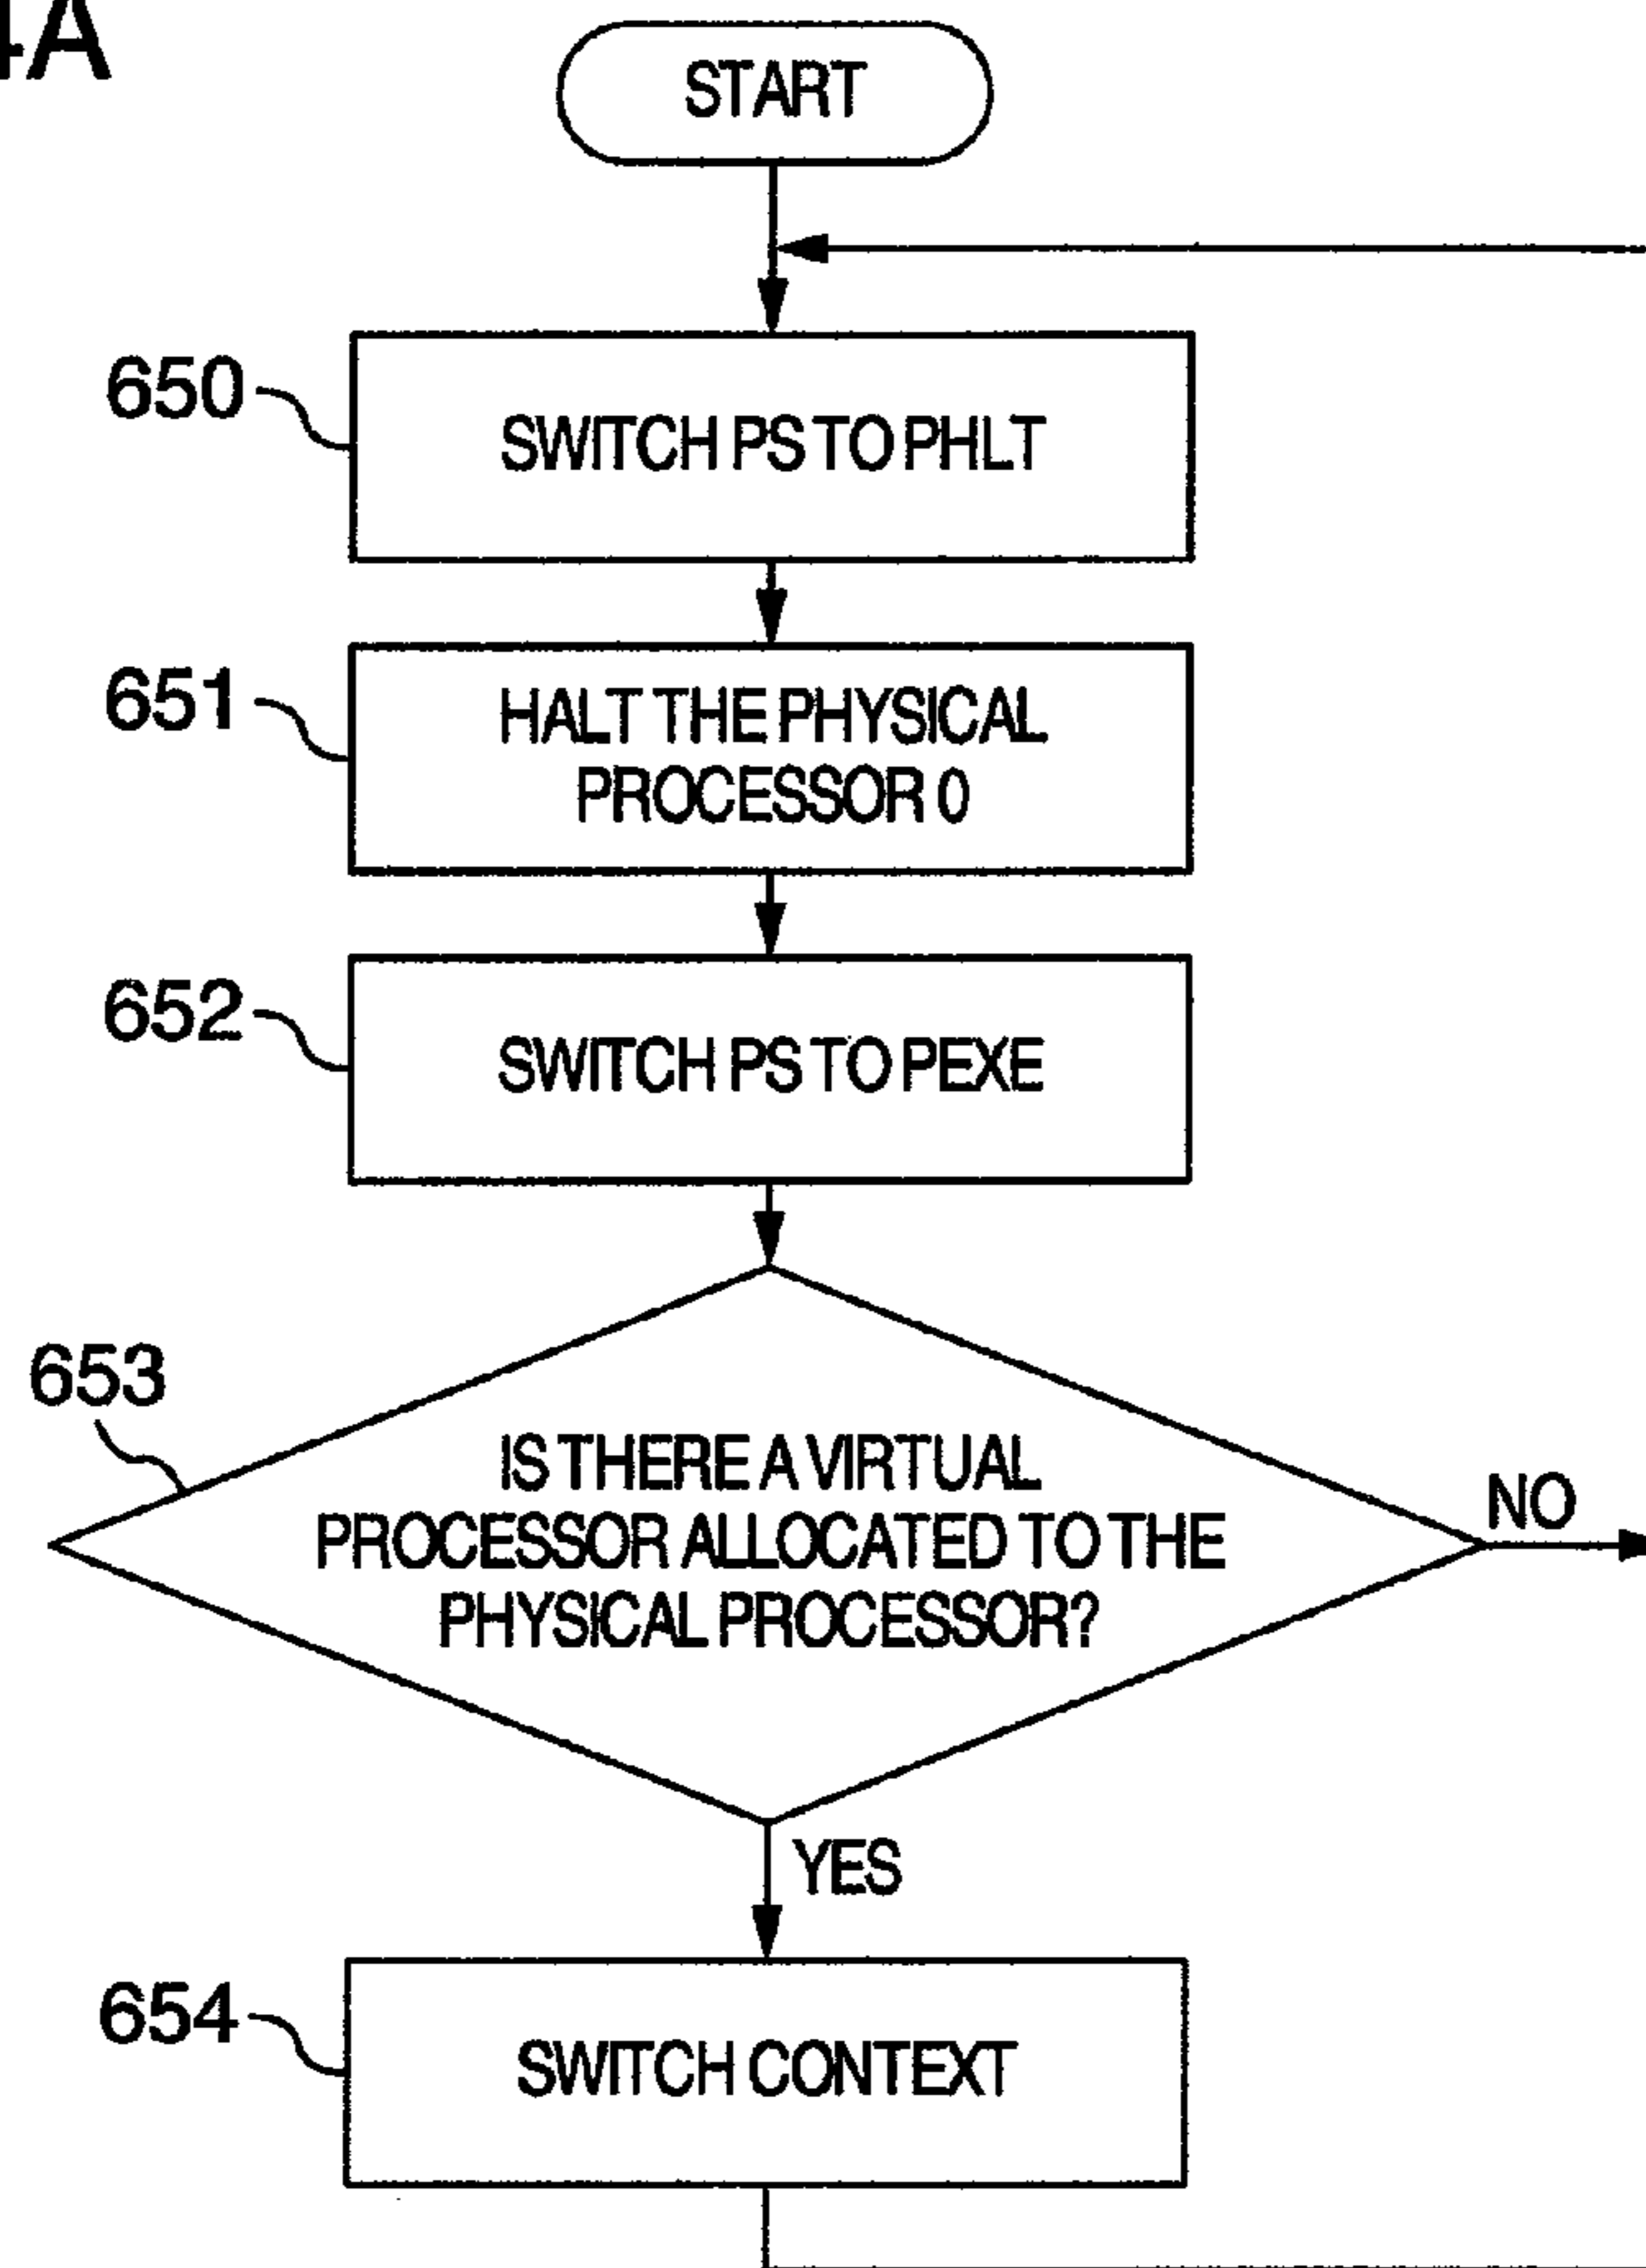 4A
START
650
SWITCH PS TO PHLT
651
HALT THE PHYSICAL
PROCESSOR 0
652
SWITCH PS TO PEXE
653
IS THERE A VIRTUAL
PROCESSOR ALLOCATED TO THE
PHYSICAL PROCESSOR?
NO
YES
654
SWITCH CONTEXT